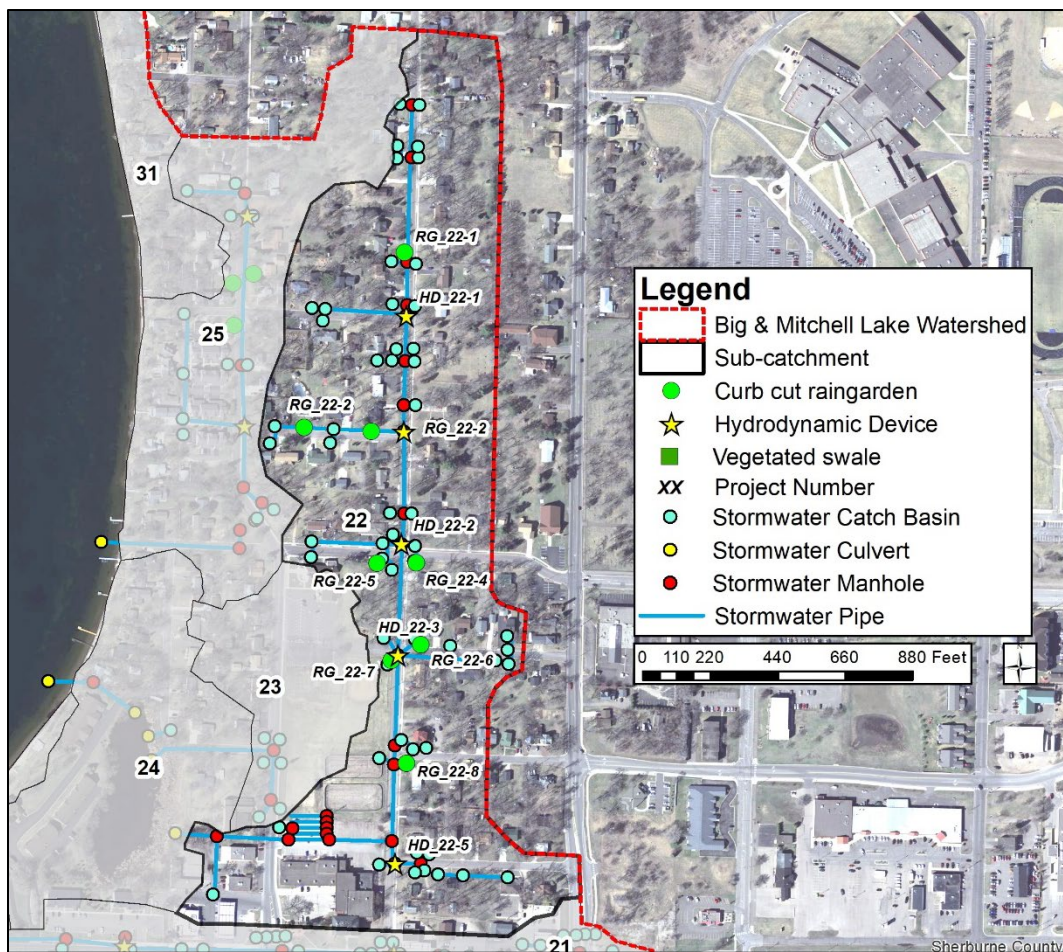 31
RG_22-1
HD_22-1
25
RG_22-2
RG_22-2
22
HD_22-2
RG_22-5
RG_22-4
HD_22-3
RG_22-6
RG_22-7
23
24
RG_22-8
HD_22-5
21
Legend
Big & Mitchell Lake Watershed
Sub-catchment
Curb cut raingarden
Hydrodynamic Device
Vegetated swale
XX Project Number
Stormwater Catch Basin
Stormwater Culvert
Stormwater Manhole
Stormwater Pipe
0 110 220 440 660 880 Feet
N
Sherburne County